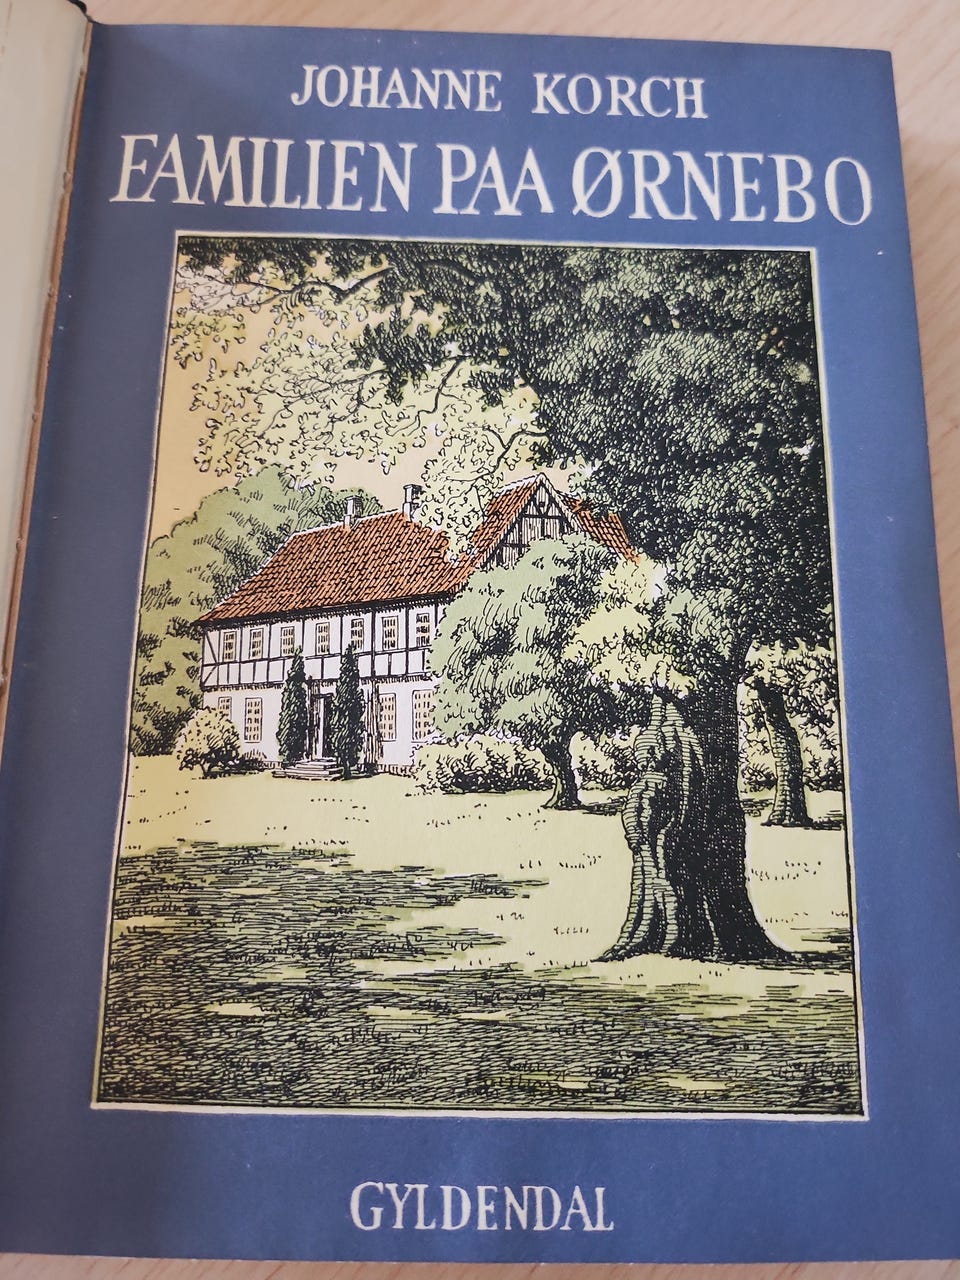 JOHANNE KORCH
FAMILIEN PAA ØRNEBO
GYLDENDAL